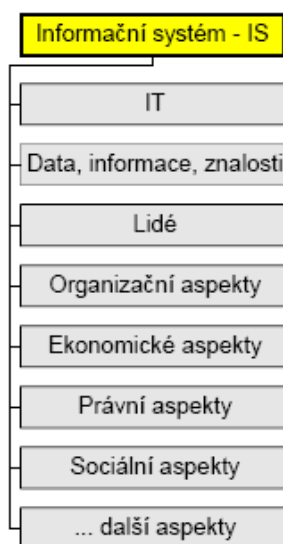 Informační systém - IS
IT
Data, informace, znalosti
Lidé
Organizační aspekty
Ekonomické aspekty
Právní aspekty
Sociální aspekty
... další aspekty